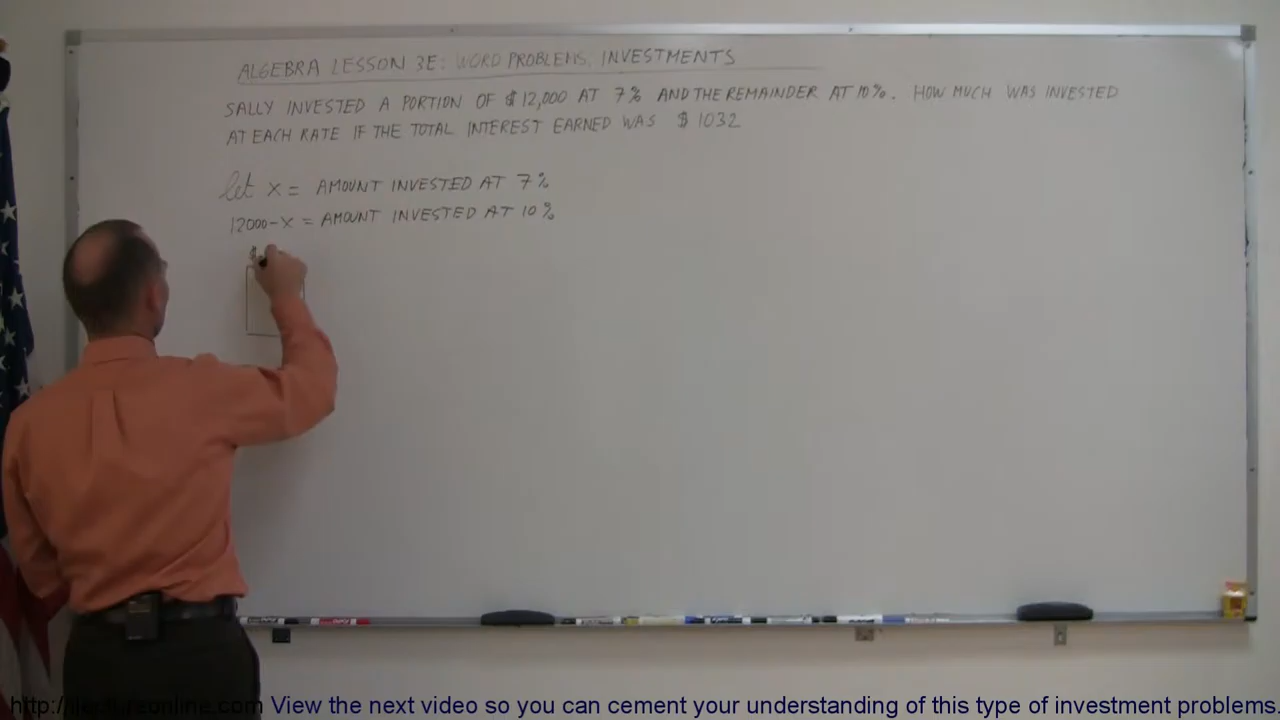 ALGEBRA LESSON 3E: WORD PROBLEMS, INVESTMENTS
SALLY INVESTED A PORTION OF $12,000 AT 7% AND THE REMAINDER AT 10%. HOW MUCH WAS INVESTED
AT EACH RATE IF THE TOTAL INTEREST EARNED WAS $1032
let X = AMOUNT INVESTED AT 7%
12000-X = AMOUNT INVESTED AT 10%
$
View the next video so you can cement your understanding of this type of investment problems.